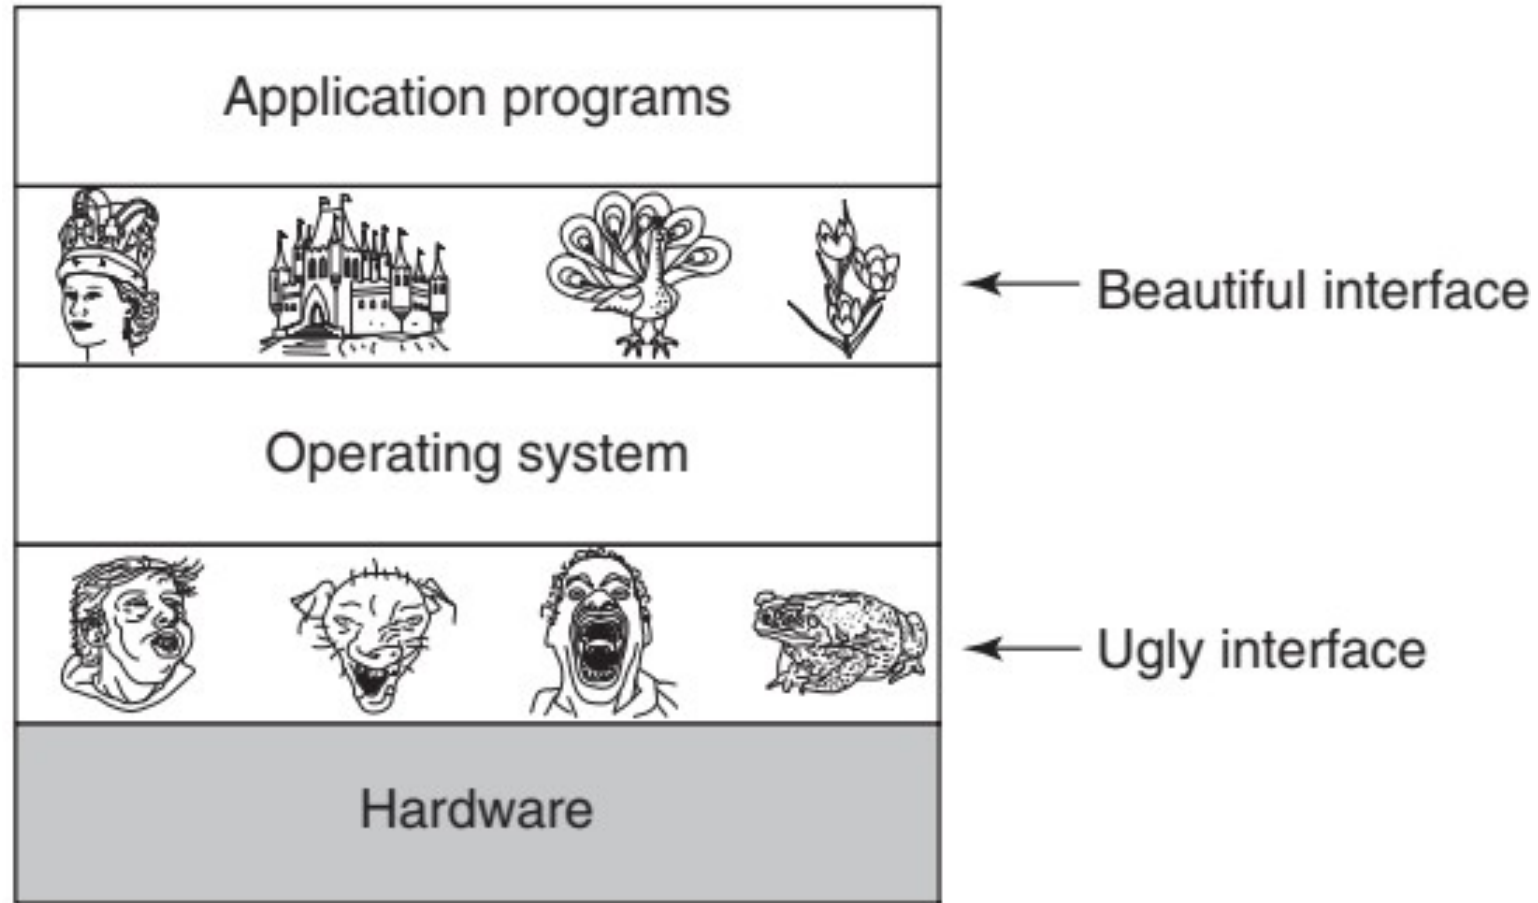 Application programs
Beautiful interface
Operating system
Ugly interface
Hardware